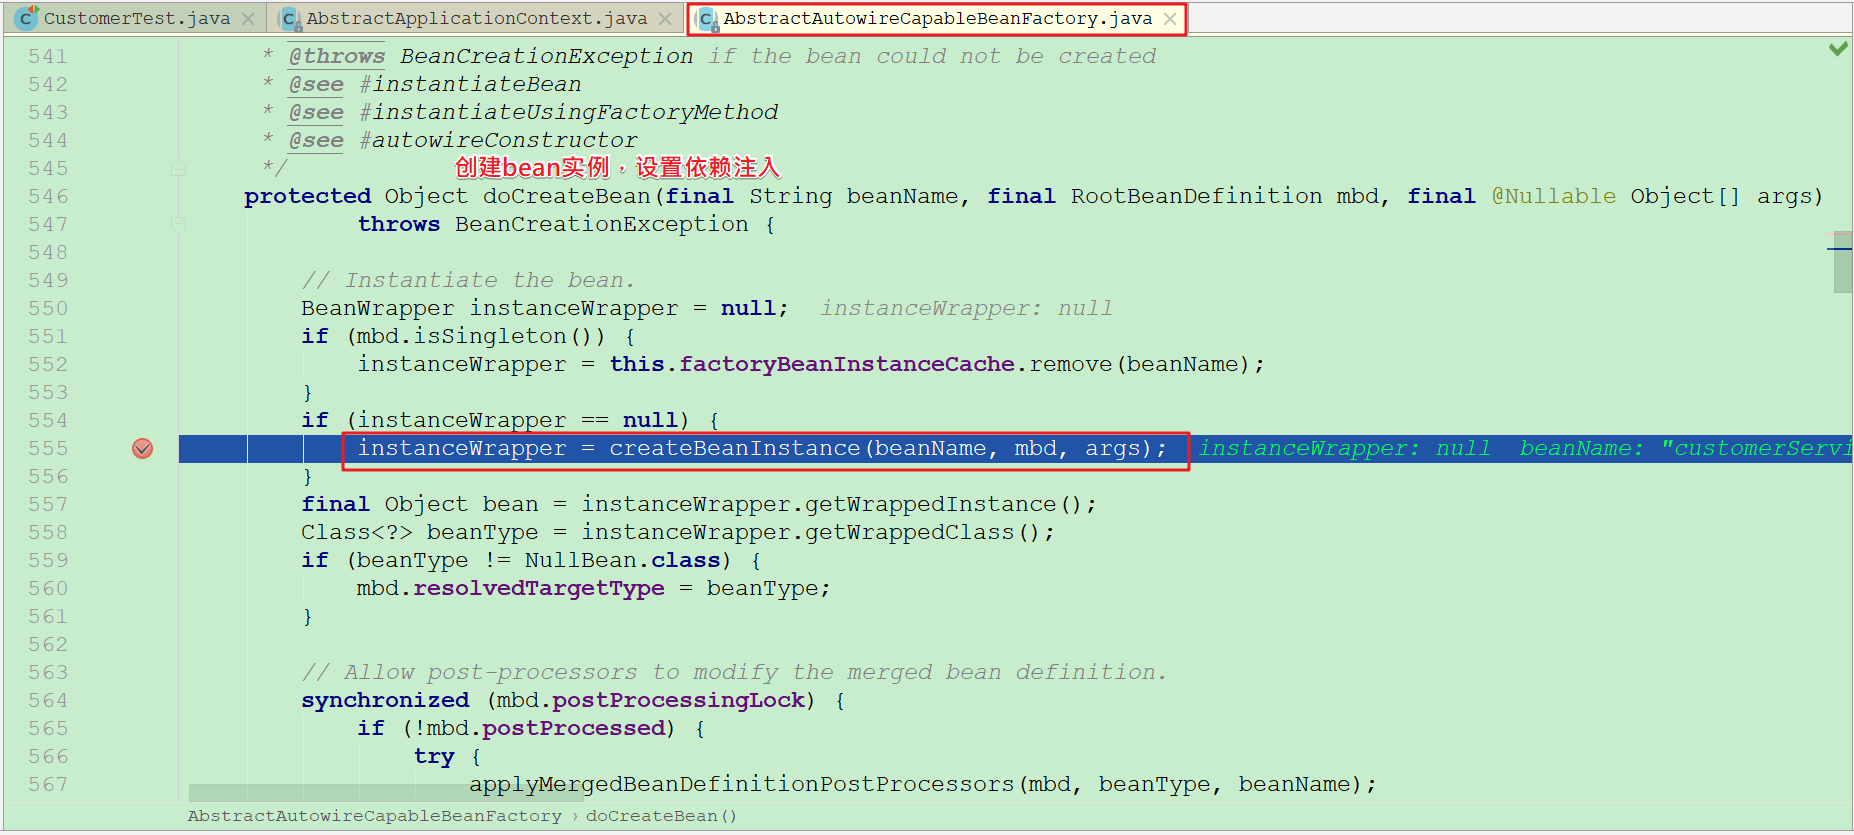 CustomerTest.java AbstractApplicationContext.java AbstractAutowireCapableBeanFactory.java
541 * @throws BeanCreationException if the bean could not be created
542 * @see #instantiateBean
543 * @see #instantiateUsingFactoryMethod
544 * @see #autowireConstructor
545 */ 创建bean实例，设置依赖注入
546 protected Object doCreateBean(final String beanName, final RootBeanDefinition mbd, final @Nullable Object[] args)
547 throws BeanCreationException {
548
549 // Instantiate the bean.
550 BeanWrapper instanceWrapper = null; instanceWrapper: null
551 if (mbd.isSingleton()) {
552 instanceWrapper = this.factoryBeanInstanceCache.remove(beanName);
553 }
554 if (instanceWrapper == null) {
555 instanceWrapper = createBeanInstance(beanName, mbd, args); instanceWrapper: null beanName: "customerServi
556 }
557 final Object bean = instanceWrapper.getWrappedInstance();
558 Class<?> beanType = instanceWrapper.getWrappedClass();
559 if (beanType != NullBean.class) {
560 mbd.resolvedTargetType = beanType;
561 }
562
563 // Allow post-processors to modify the merged bean definition.
564 synchronized (mbd.postProcessingLock) {
565 if (!mbd.postProcessed) {
566 try {
567 applyMergedBeanDefinitionPostProcessors(mbd, beanType, beanName);
AbstractAutowireCapableBeanFactory › doCreateBean()